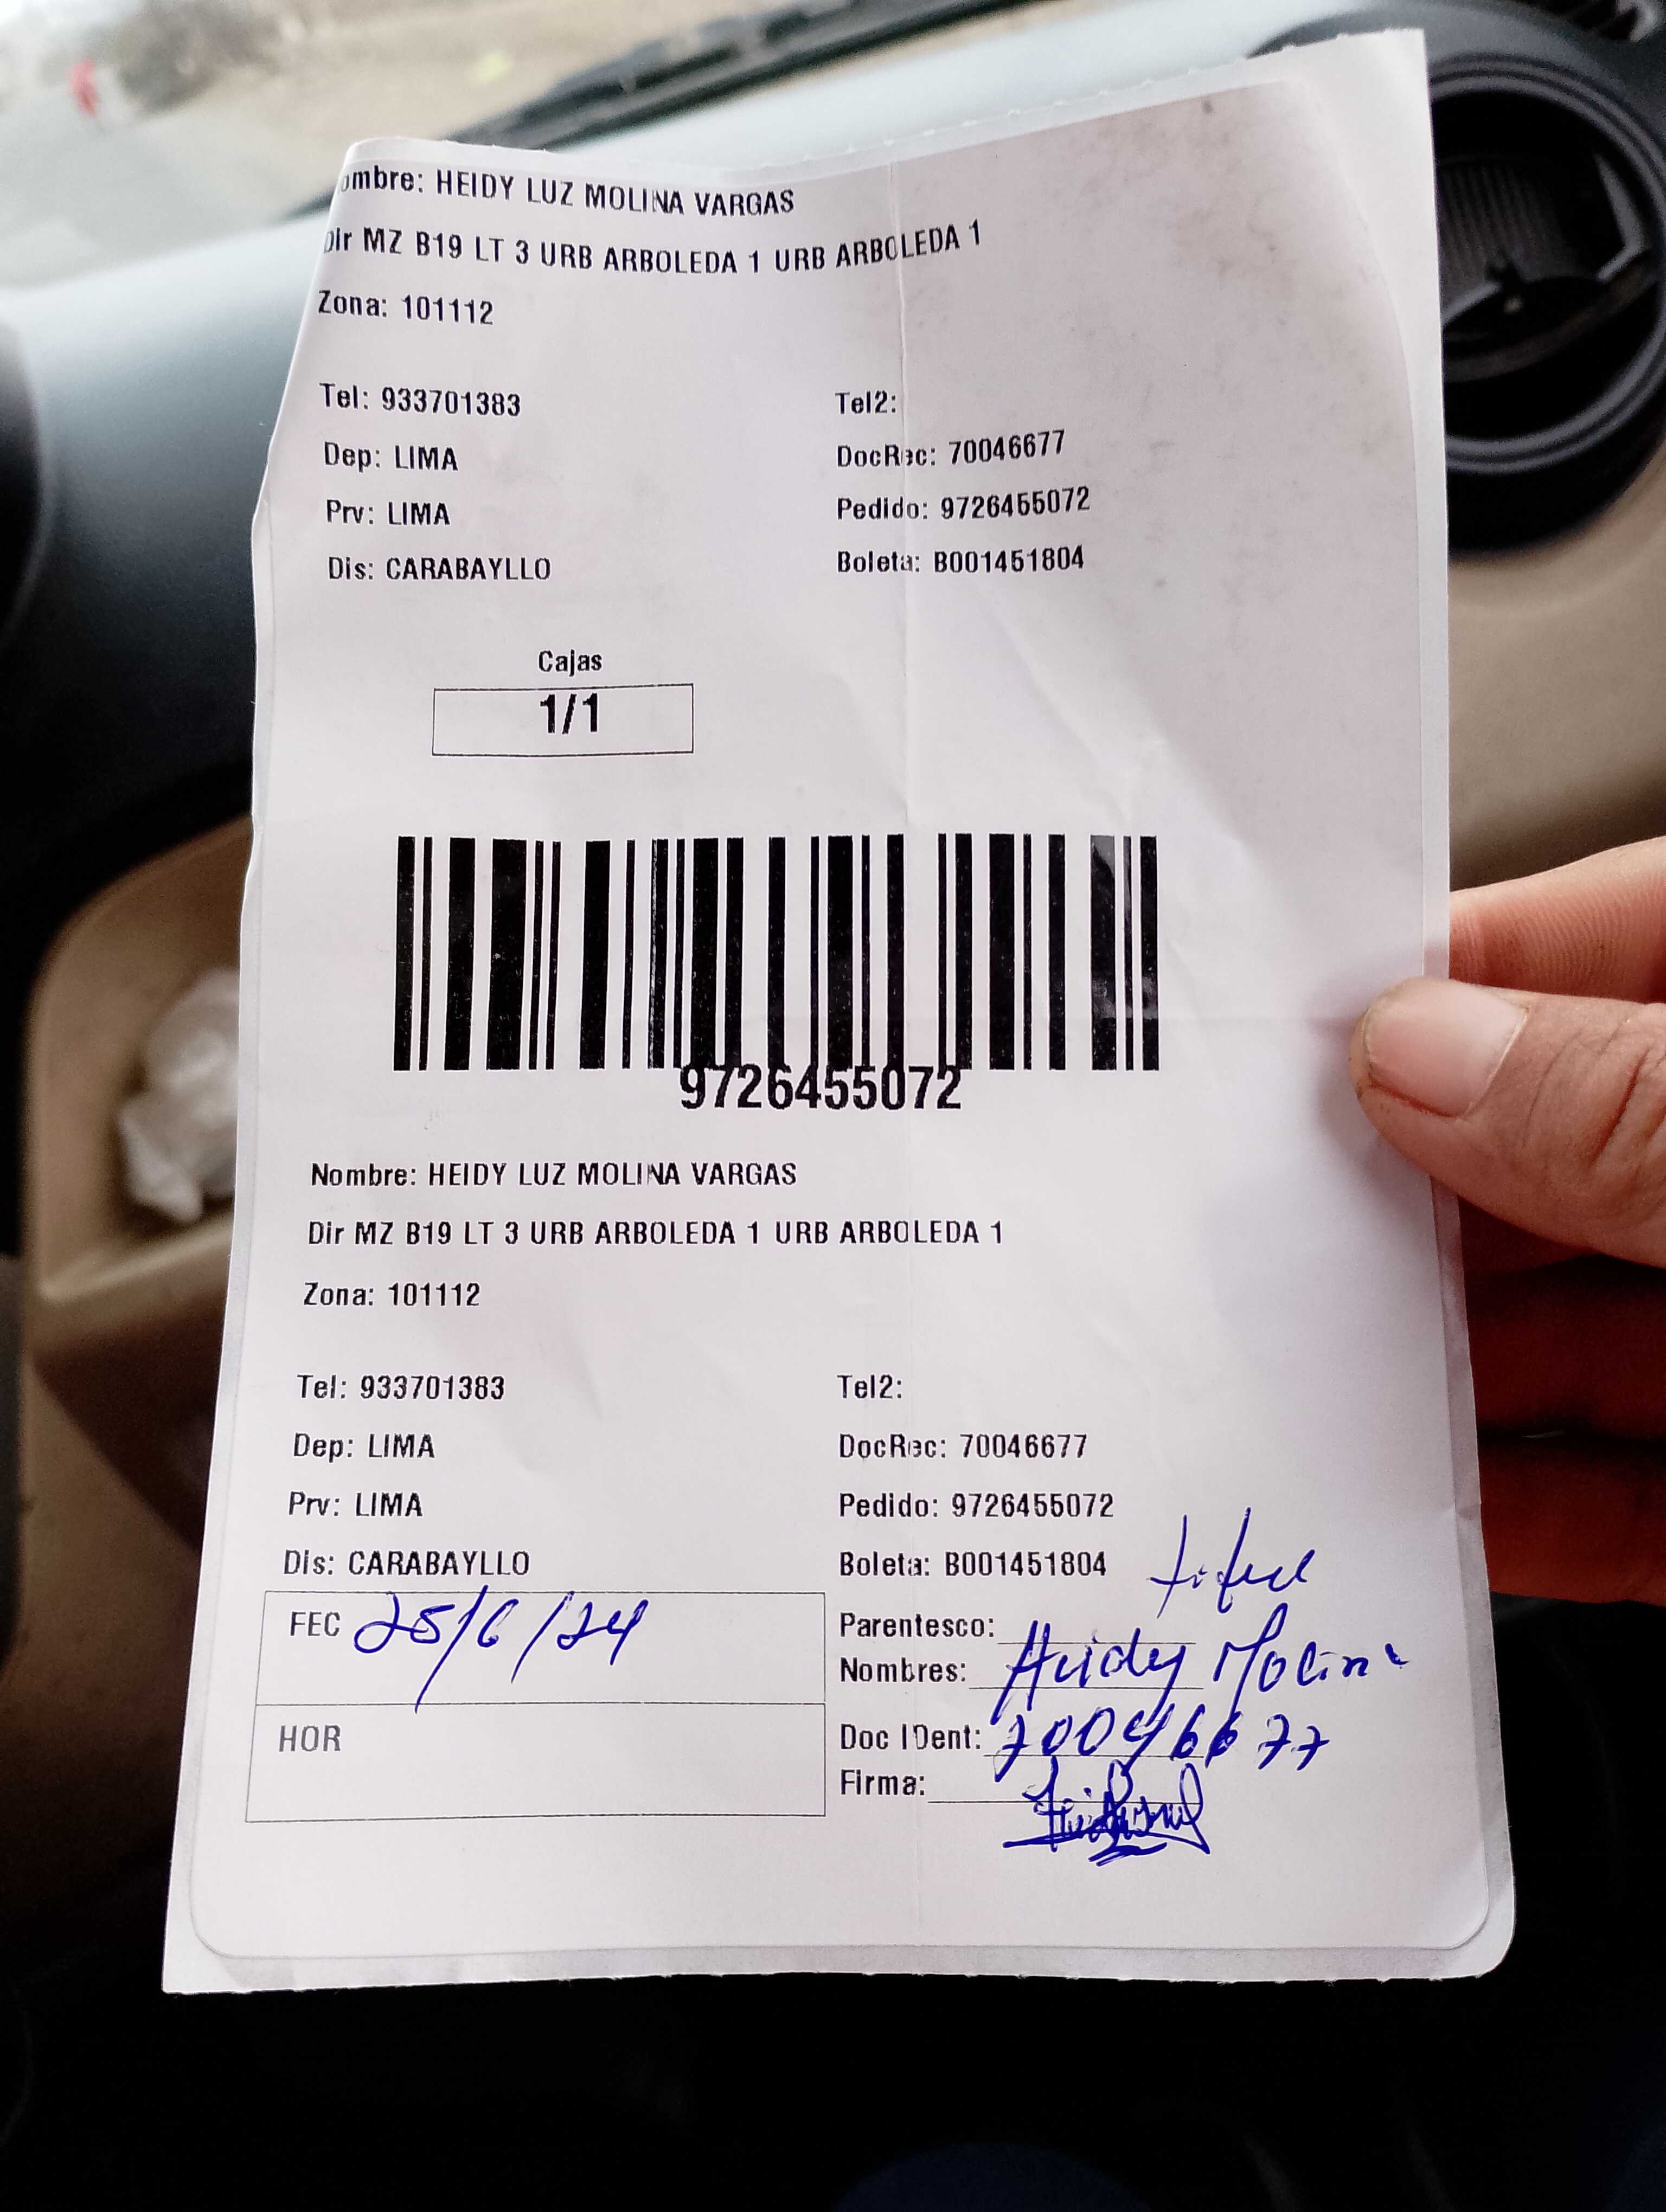 ombre: HEIDY LUZ MOLINA VARGAS
Dir MZ B19 LT 3 URB ARBOLEDA 1 URB ARBOLEDA 1
Zona: 101112
Tel: 933701383 Tel2:
Dep: LIMA DocRec: 70046677
Prv: LIMA Pedido: 9726455072
Dis: CARABAYLLO Boleta: B001451804
Cajas
1/1
9726455072
Nombre: HEIDY LUZ MOLINA VARGAS
Dir MZ B19 LT 3 URB ARBOLEDA 1 URB ARBOLEDA 1
Zona: 101112
Tel: 933701383 Tel2:
Dep: LIMA DocRec: 70046677
Prv: LIMA Pedido: 9726455072
Dis: CARABAYLLO Boleta: B001451804
FEC 25/6/24 Parentesco:
Nombres: Heidy Molina
HOR Doc IDent: 70046677
Firma: